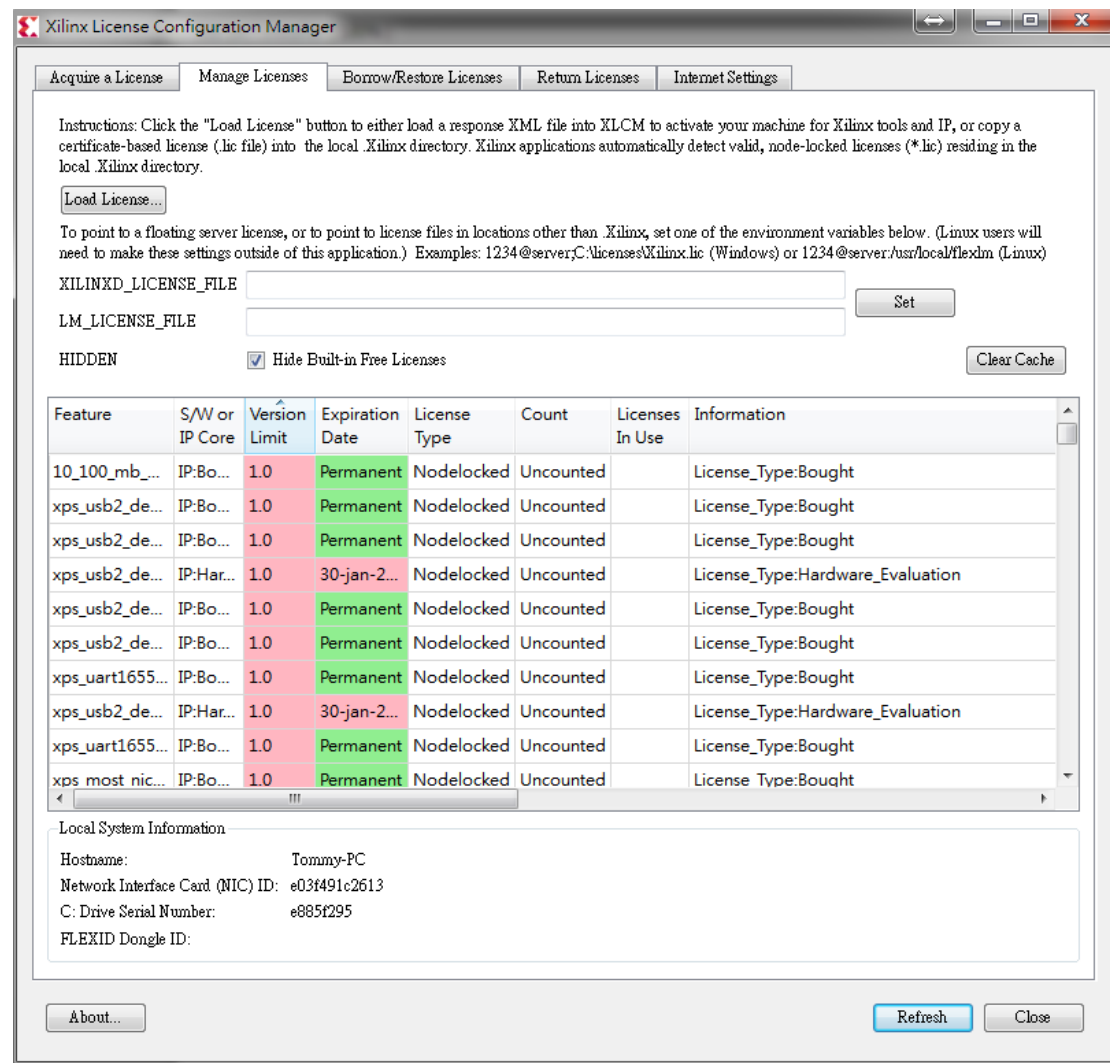 Xilinx License Configuration Manager
Acquire a License Manage Licenses Borrow/Restore Licenses Return Licenses Internet Settings
Instructions: Click the "Load License" button to either load a response XML file into XLCM to activate your machine for Xilinx tools and IP, or copy a
certificate-based license (.lic file) into the local .Xilinx directory. Xilinx applications automatically detect valid, node-locked licenses (*.lic) residing in the
local .Xilinx directory.
Load License...
To point to a floating server license, or to point to license files in locations other than .Xilinx, set one of the environment variables below. (Linux users will
need to make these settings outside of this application.) Examples: 1234@server;C:\licenses\Xilinx.lic (Windows) or 1234@server:/usr/local/flexlm (Linux)
XILINXD_LICENSE_FILE
Set
LM_LICENSE_FILE
HIDDEN Hide Built-in Free Licenses Clear Cache
Feature S/W or Version Expiration License Count Licenses Information
IP Core Limit Date Type In Use
10_100_mb_... IP:Bo... 1.0 Permanent Nodelocked Uncounted License_Type:Bought
xps_usb2_de... IP:Bo... 1.0 Permanent Nodelocked Uncounted License_Type:Bought
xps_usb2_de... IP:Bo... 1.0 Permanent Nodelocked Uncounted License_Type:Bought
xps_usb2_de... IP:Har... 1.0 30-jan-2... Nodelocked Uncounted License_Type:Hardware_Evaluation
xps_usb2_de... IP:Bo... 1.0 Permanent Nodelocked Uncounted License_Type:Bought
xps_usb2_de... IP:Bo... 1.0 Permanent Nodelocked Uncounted License_Type:Bought
xps_uart1655... IP:Bo... 1.0 Permanent Nodelocked Uncounted License_Type:Bought
xps_usb2_de... IP:Har... 1.0 30-jan-2... Nodelocked Uncounted License_Type:Hardware_Evaluation
xps_uart1655... IP:Bo... 1.0 Permanent Nodelocked Uncounted License_Type:Bought
xps_most_nic... IP:Bo... 1.0 Permanent Nodelocked Uncounted License_Type:Bought
Local System Information
Hostname: Tommy-PC
Network Interface Card (NIC) ID: e03f491c2613
C: Drive Serial Number: e885f295
FLEXID Dongle ID:
About... Refresh Close